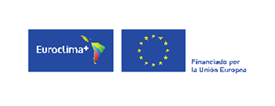 Euroclima+
Financiado por
la Unión Europea